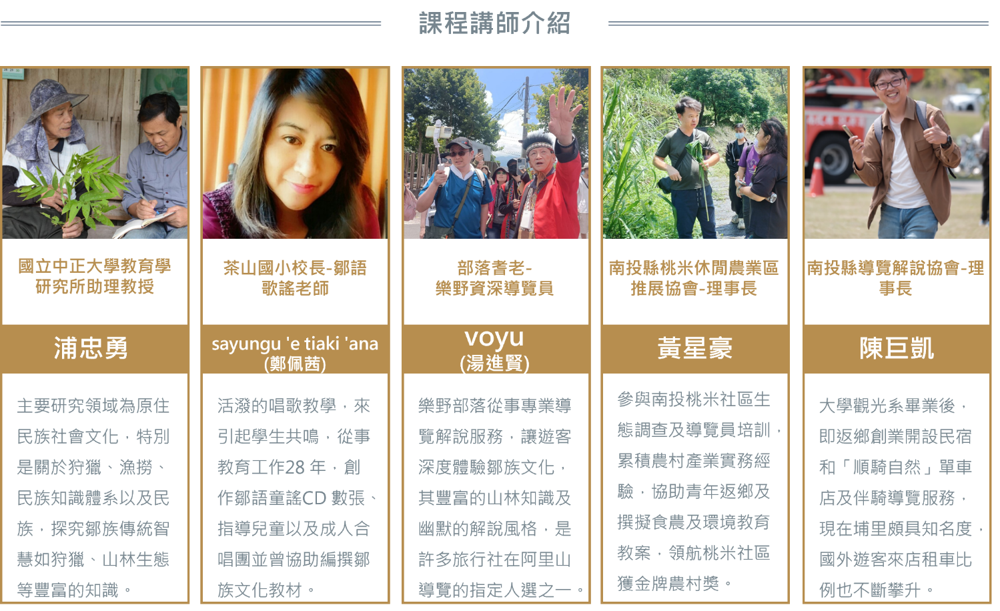 課程講師介紹
國立中正大學教育學
研究所助理教授
浦忠勇
主要研究領域為原住
民族社會文化，特別
是關於狩獵、漁撈、
民族知識體系以及民
族，探究鄒族傳統智
慧如狩獵、山林生態
等豐富的知識。
茶山國小校長-鄒語
歌謠老師
sayungu 'e tiaki 'ana
(鄭佩茜)
活潑的唱歌教學，來
引起學生共鳴，從事
教育工作28 年，創
作鄒語童謠CD 數張、
指導兒童以及成人合
唱團並曾協助編撰鄒
族文化教材。
部落耆老-
樂野資深導覽員
voyu
(湯進賢)
樂野部落從事專業導
覽解說服務，讓遊客
深度體驗鄒族文化，
其豐富的山林知識及
幽默的解說風格，是
許多旅行社在阿里山
導覽的指定人選之一。
南投縣桃米休閒農業區
推展協會-理事長
黃星豪
參與南投桃米社區生
態調查及導覽員培訓，
累積農村產業實務經
驗，協助青年返鄉及
撰擬食農及環境教育
教案，領航桃米社區
獲金牌農村獎。
南投縣導覽解說協會-理
事長
陳巨凱
大學觀光系畢業後，
即返鄉創業開設民宿
和「順騎自然」單車
店及伴騎導覽服務，
現在埔里頗具知名度，
國外遊客來店租車比
例也不斷攀升。